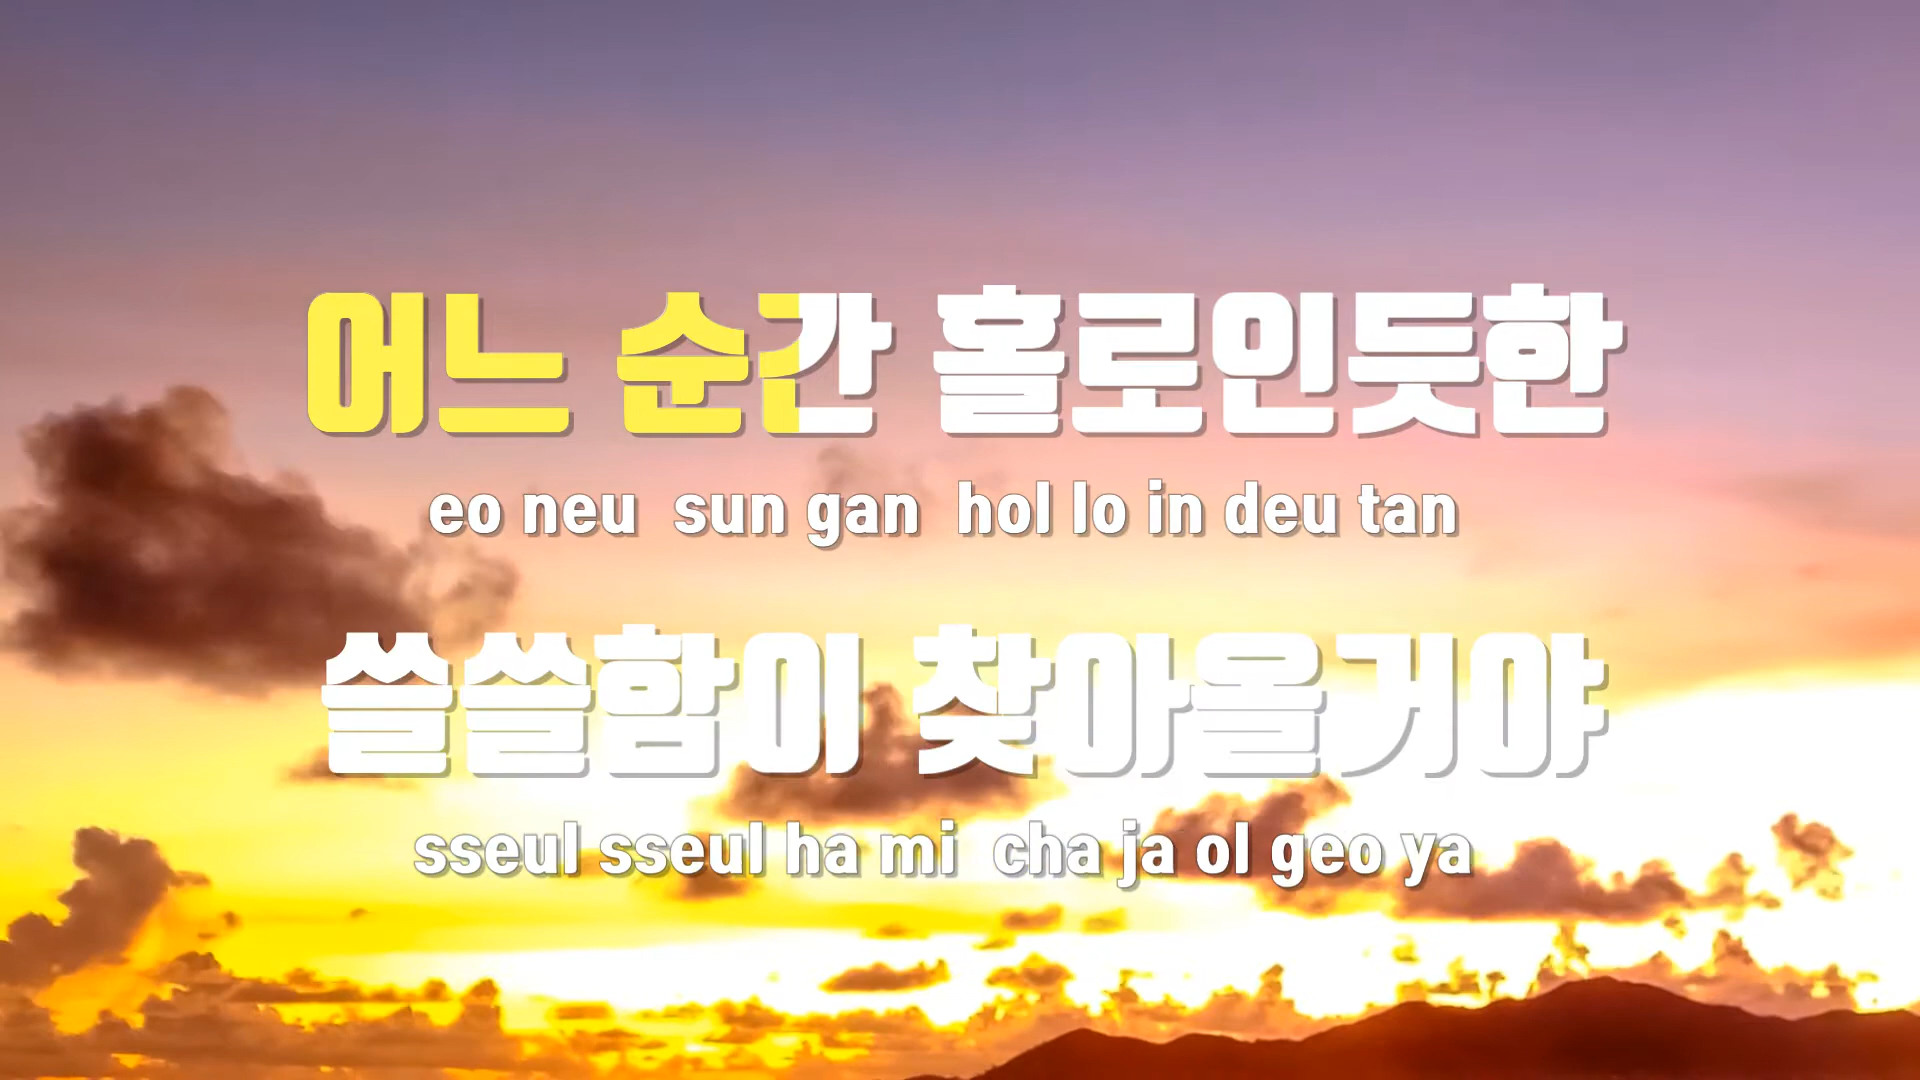 어느 순간 홀로인듯한
eo neu sun gan hol lo in deu tan
쓸쓸함이 찾아올거야
sseul sseul ha mi cha ja ol geo ya